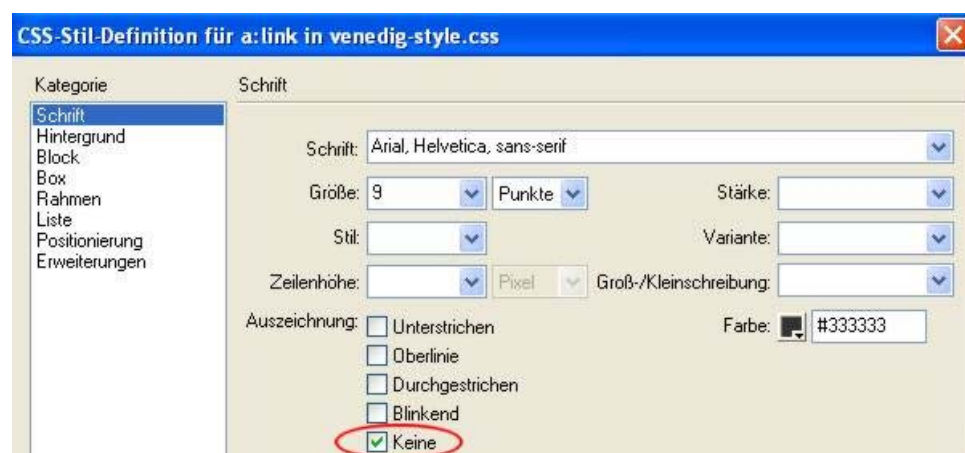 CSS-Stil-Definition für a:link in venedig-style.css
Kategorie
Schrift
Hintergrund
Block
Box
Rahmen
Liste
Positionierung
Erweiterungen
Schrift
Schrift: Arial, Helvetica, sans-serif
Größe: 9 Punkte Stärke:
Stil: Variante:
Zeilenhöhe: Pixel Groß-/Kleinschreibung:
Auszeichnung: Unterstrichen Farbe: #333333
Oberlinie
Durchgestrichen
Blinkend
Keine